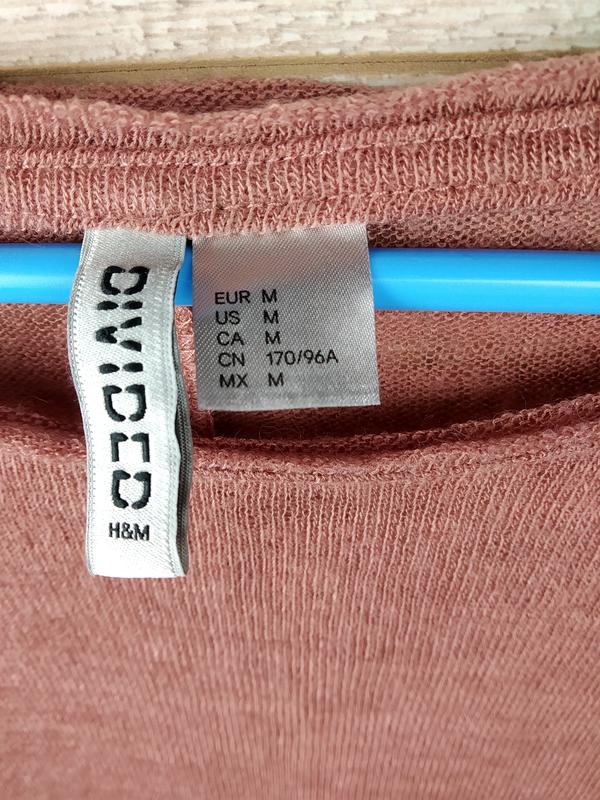 DIVIDED
H&M
EUR M
US M
CA M
CN 170/96A
MX M